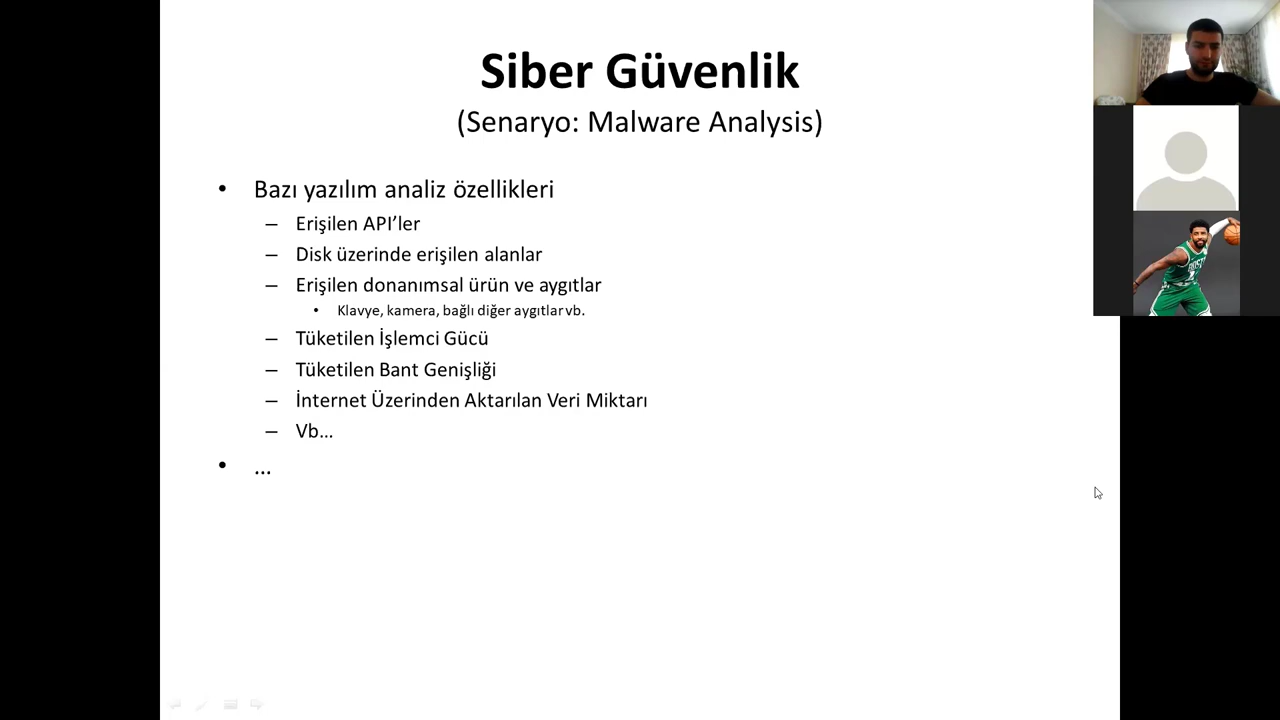 Siber Güvenlik
(Senaryo: Malware Analysis)
• Bazı yazılım analiz özellikleri
– Erişilen API’ler
– Disk üzerinde erişilen alanlar
– Erişilen donanımsal ürün ve aygıtlar
• Klavye, kamera, bağlı diğer aygıtlar vb.
– Tüketilen İşlemci Gücü
– Tüketilen Bant Genişliği
– İnternet Üzerinden Aktarılan Veri Miktarı
– Vb…
• …